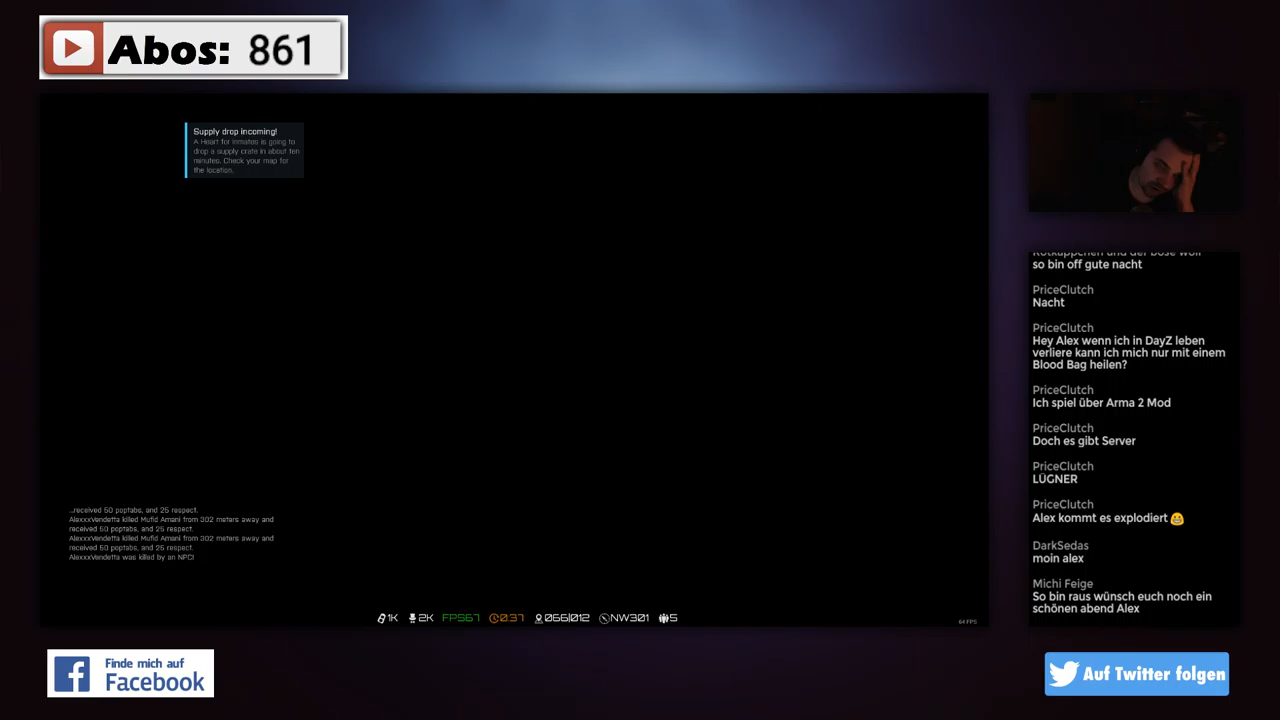 Abos: 861
Supply drop incoming!
A Heart for Inmates is going to
drop a supply crate in about ten
minutes. Check your map for
the location.
...received 50 poptabs, and 25 respect.
AlexxxVendetta killed Mufid Amani from 302 meters away and
received 50 poptabs, and 25 respect.
AlexxxVendetta killed Mufid Amani from 302 meters away and
received 50 poptabs, and 25 respect.
AlexxxVendetta was killed by an NPC!
1K 2K FPS67 0:37 066|012 NW301 5
64 FPS
Rotkäppchen und der böse wolf
so bin off gute nacht
PriceClutch
Nacht
PriceClutch
Hey Alex wenn ich in DayZ leben
verliere kann ich mich nur mit einem
Blood Bag heilen?
PriceClutch
Ich spiel über Arma 2 Mod
PriceClutch
Doch es gibt Server
PriceClutch
LÜGNER
PriceClutch
Alex kommt es explodiert 😂
DarkSedas
moin alex
Michi Feige
So bin raus wünsch euch noch ein
schönen abend Alex
Finde mich auf
Facebook
Auf Twitter folgen